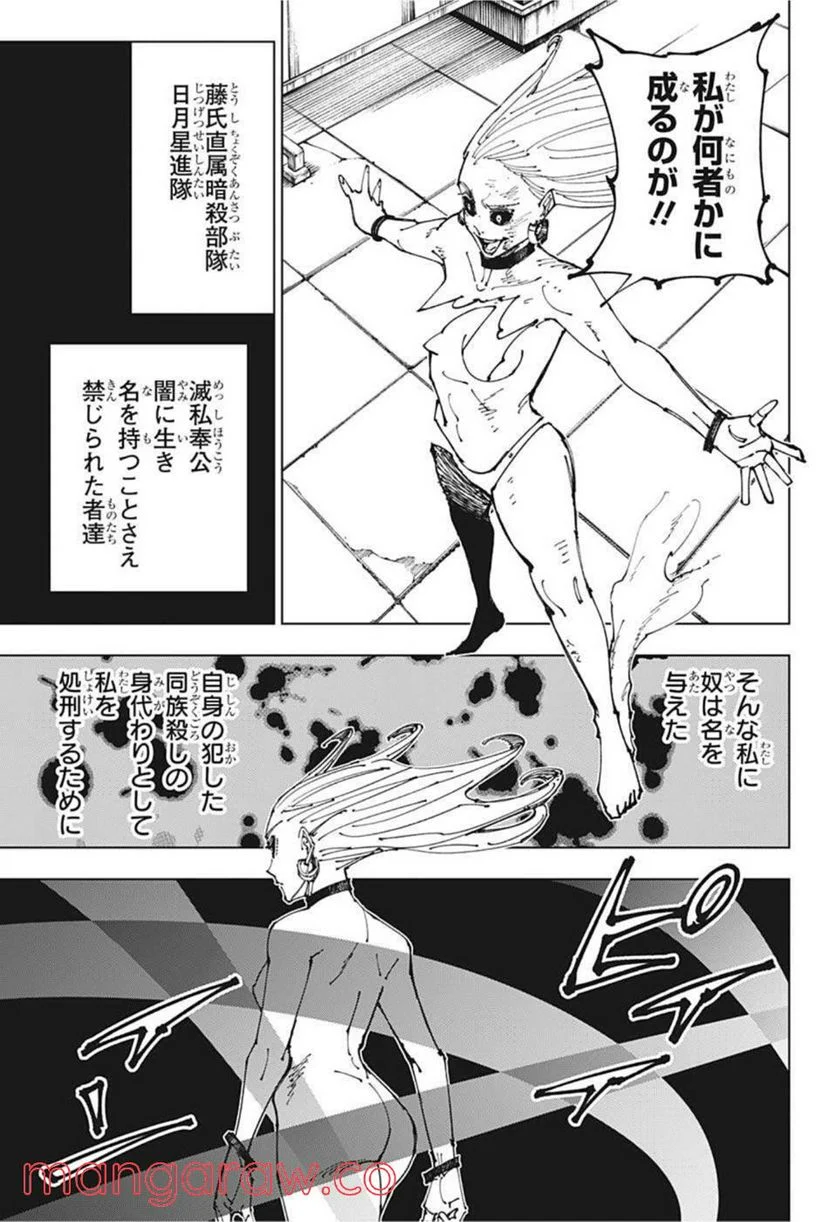 私が何者かに
成るのが!!
藤氏直属暗殺部隊
日月星進隊
滅私奉公
闇に生き
名を持つことさえ
禁じられた者達
そんな私に
奴は名を
与えた
自身の犯した
同族殺しの
身代わりとして
私を
処刑するために
ピッ
ピッ
mangaraw.co